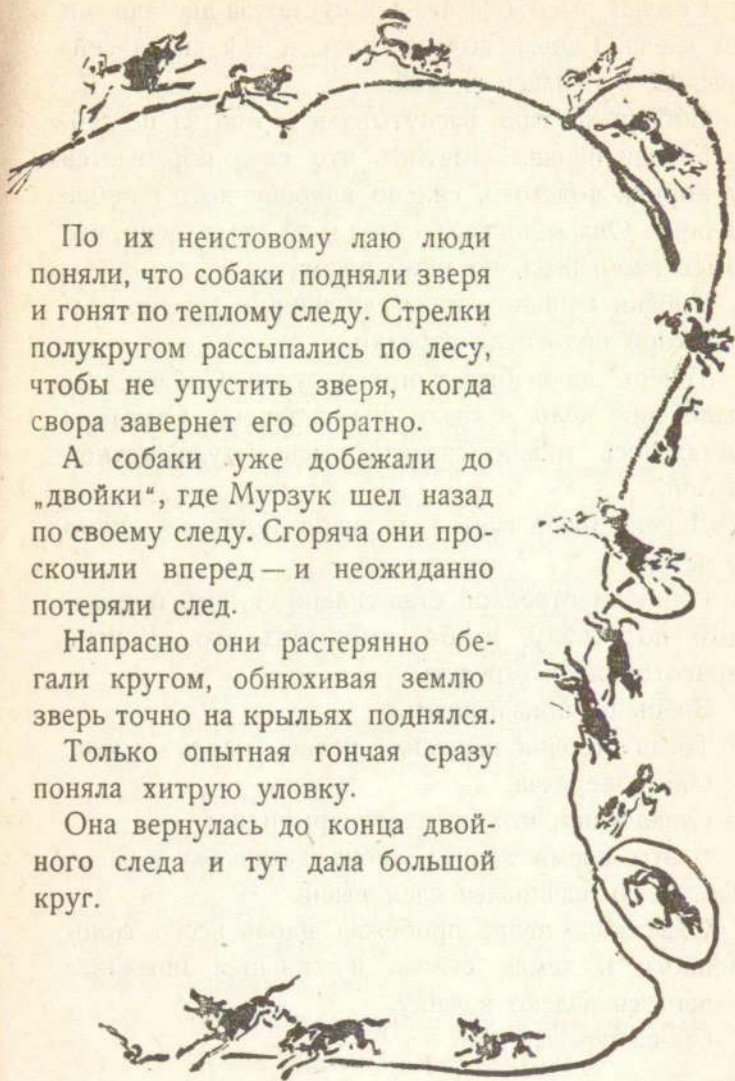 По их неистовому лаю люди
поняли, что собаки подняли зверя
и гонят по теплому следу. Стрелки
полукругом рассыпались по лесу,
чтобы не упустить зверя, когда
свора завернет его обратно.
А собаки уже добежали до
„двойки“, где Мурзук шел назад
по своему следу. Сгоряча они про-
скочили вперед — и неожиданно
потеряли след.
Напрасно они растерянно бе-
гали кругом, обнюхивая землю
зверь точно на крыльях поднялся.
Только опытная гончая сразу
поняла хитрую уловку.
Она вернулась до конца двой-
ного следа и тут дала большой
круг.